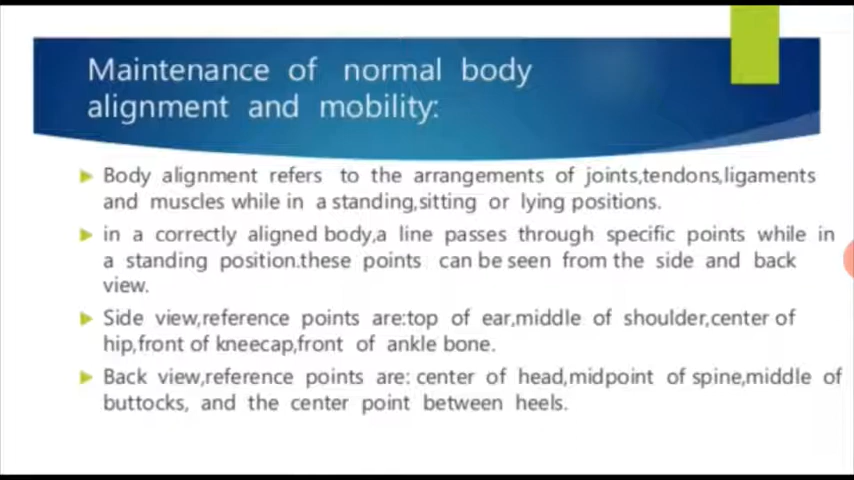 Maintenance of normal body
alignment and mobility:
Body alignment refers to the arrangements of joints,tendons,ligaments
and muscles while in a standing,sitting or lying positions.
in a correctly aligned body,a line passes through specific points while in
a standing position.these points can be seen from the side and back
view.
Side view,reference points are:top of ear,middle of shoulder,center of
hip,front of kneecap,front of ankle bone.
Back view,reference points are: center of head,midpoint of spine,middle of
buttocks, and the center point between heels.